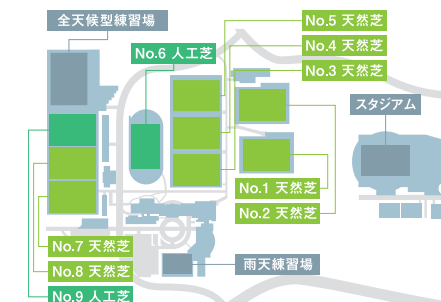 全天候型練習場
No.5 天然芝
No.4 天然芝
No.6 人工芝
No.3 天然芝
スタジアム
No.1 天然芝
No.2 天然芝
No.7 天然芝
雨天練習場
No.8 天然芝
No.9 人工芝